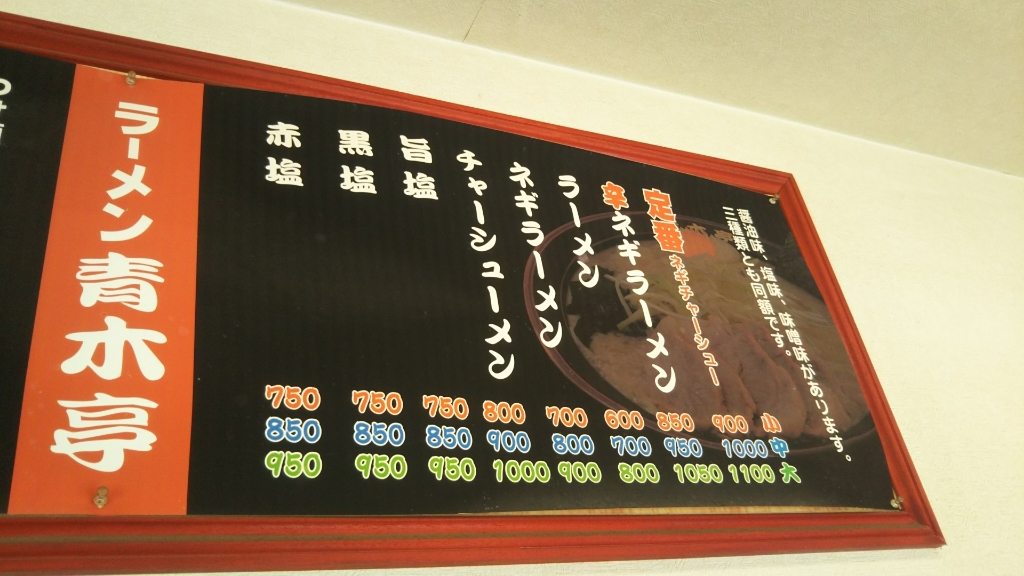 醤油味、塩味、味噌味があります。
三種類とも同額です。
小 中 大
定番ネギチャーシュー 900 1000 1100
辛ネギラーメン 850 950 1050
ラーメン 600 700 800
ネギラーメン 700 800 900
チャーシューメン 800 900 1000
旨塩 750 850 950
黒塩 750 850 950
赤塩 750 850 950
ラーメン青木亭